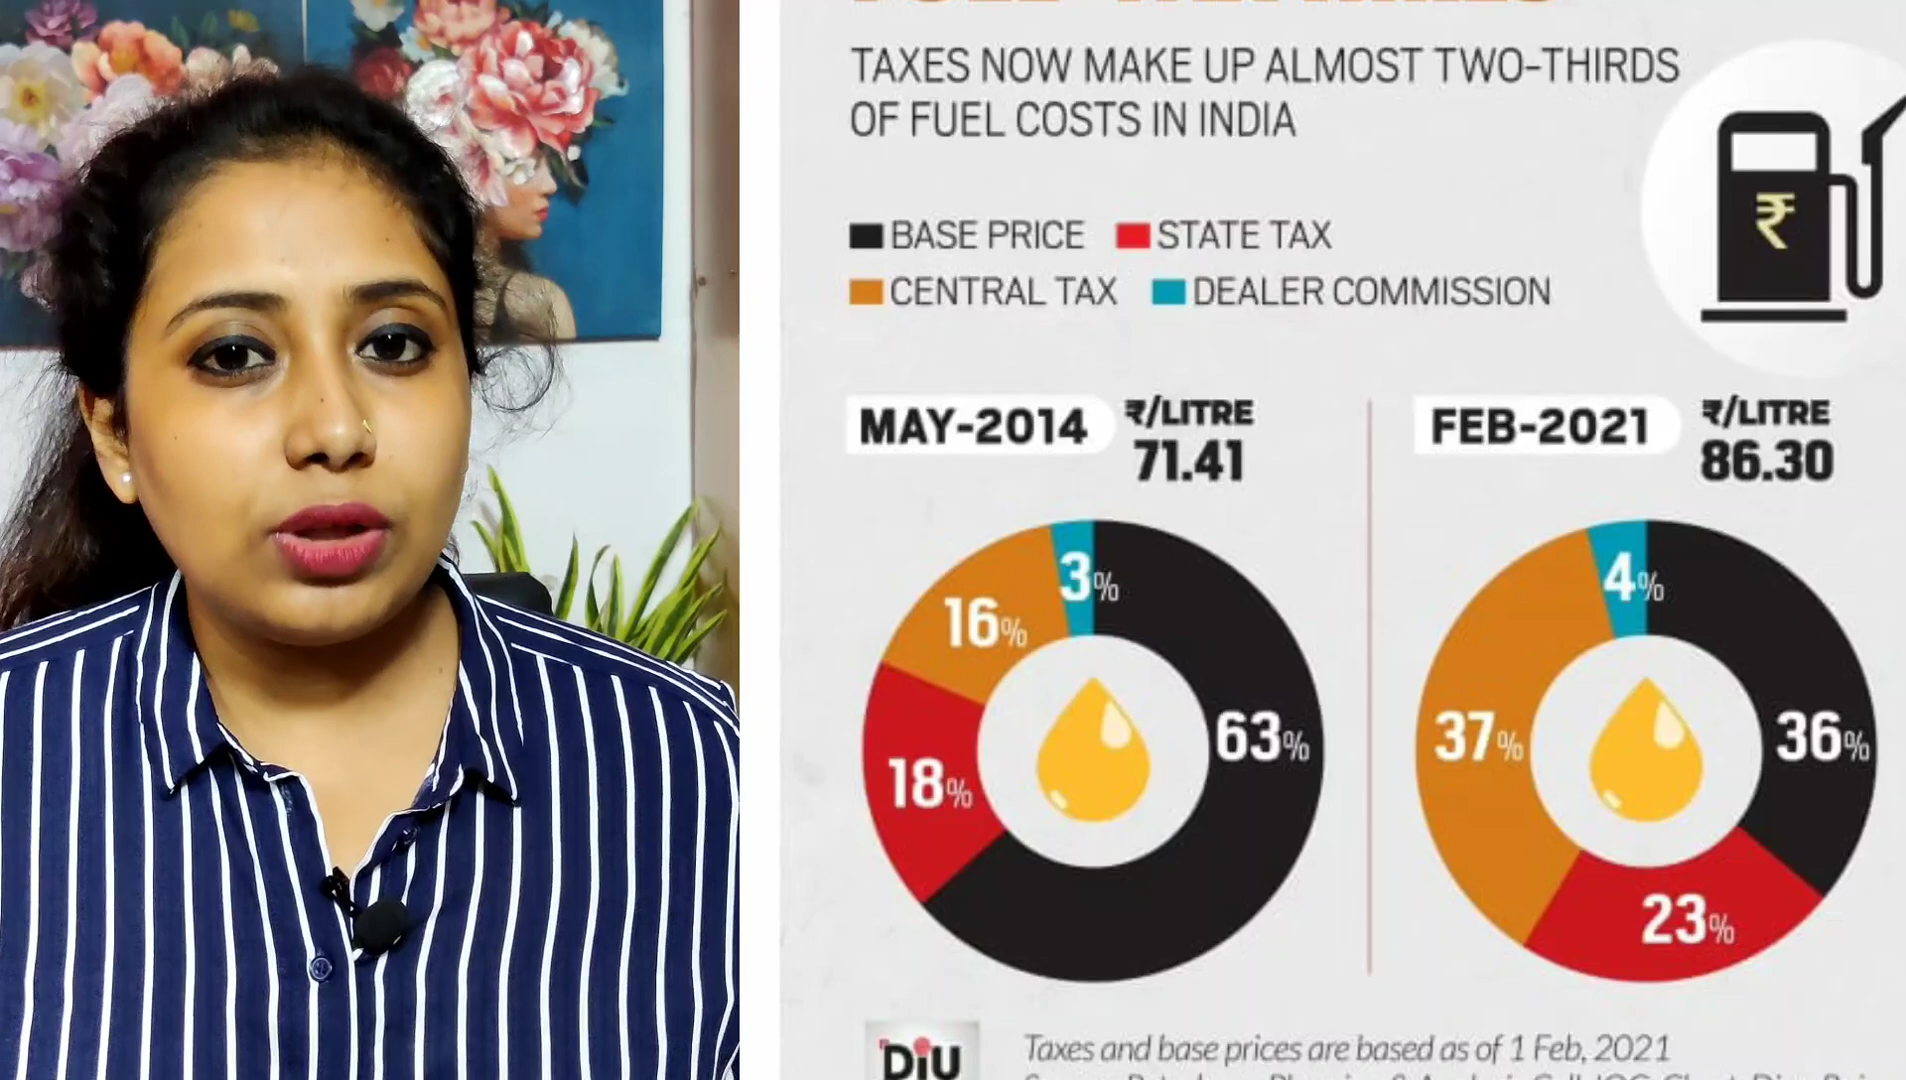 TAXES NOW MAKE UP ALMOST TWO-THIRDS
OF FUEL COSTS IN INDIA
₹
BASE PRICE STATE TAX
CENTRAL TAX DEALER COMMISSION
MAY-2014
₹/LITRE
71.41
3%
16%
18%
63%
FEB-2021
₹/LITRE
86.30
4%
37%
36%
23%
DIU
Taxes and base prices are based as of 1 Feb, 2021